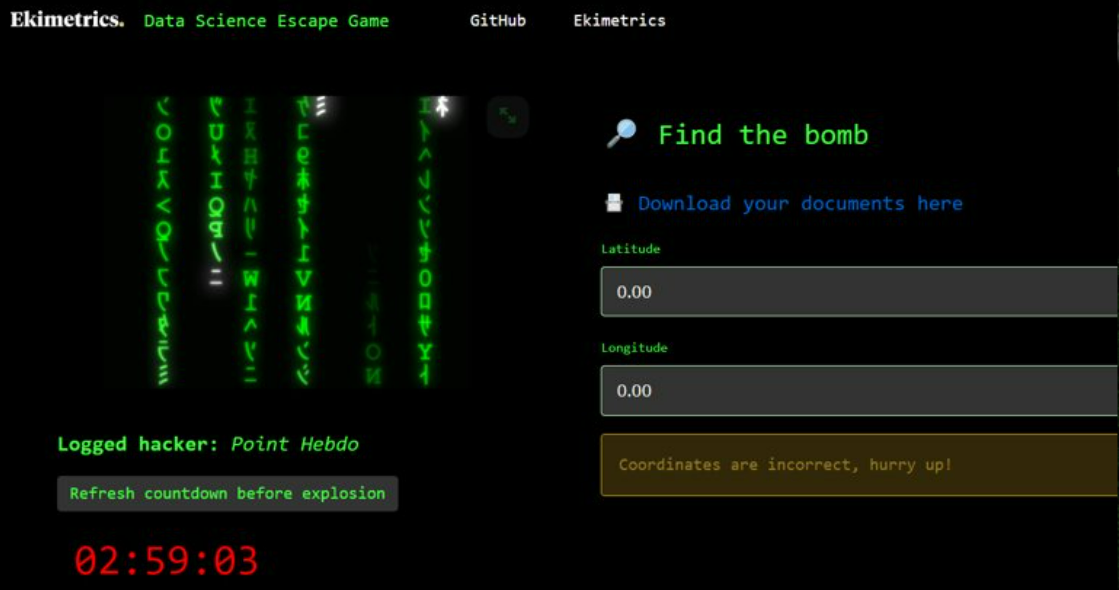 Ekimetrics. Data Science Escape Game GitHub Ekimetrics
🔎 Find the bomb
Download your documents here
Latitude
0.00
Longitude
0.00
Coordinates are incorrect, hurry up!
Logged hacker: Point Hebdo
Refresh countdown before explosion
02:59:03